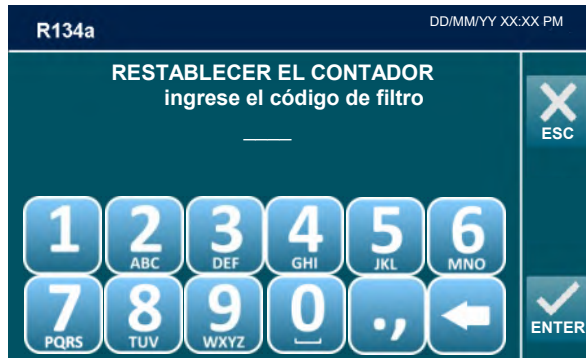 R134a
DD/MM/YY XX:XX PM
RESTABLECER EL CONTADOR
ingrese el código de filtro
____
ESC
1 2 3 4 5 6
ABC DEF GHI JKL MNO
7 8 9 0 .,
PQRS TUV WXYZ
ENTER